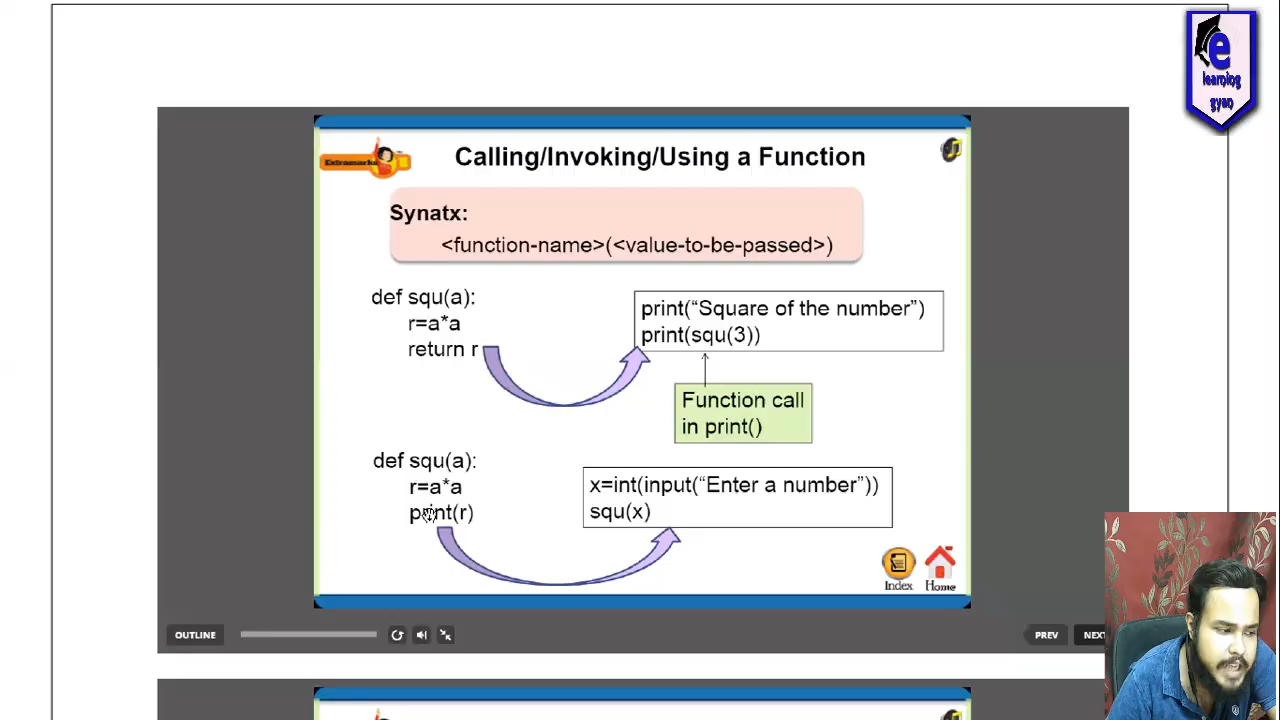 e
learning
gyan
Extramarks
Calling/Invoking/Using a Function
Synatx:
<function-name>(<value-to-be-passed>)
def squ(a):
r=a*a
return r
print(“Square of the number”)
print(squ(3))
Function call
in print()
def squ(a):
r=a*a
print(r)
x=int(input(“Enter a number”))
squ(x)
Index
Home
OUTLINE
PREV
NEXT